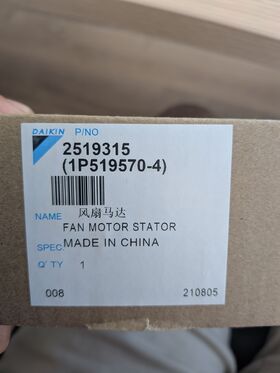 DAIKIN P/NO
2519315
(1P519570-4)
NAME 风扇马达
FAN MOTOR STATOR
SPEC. MADE IN CHINA
Q'TY 1
008 210805